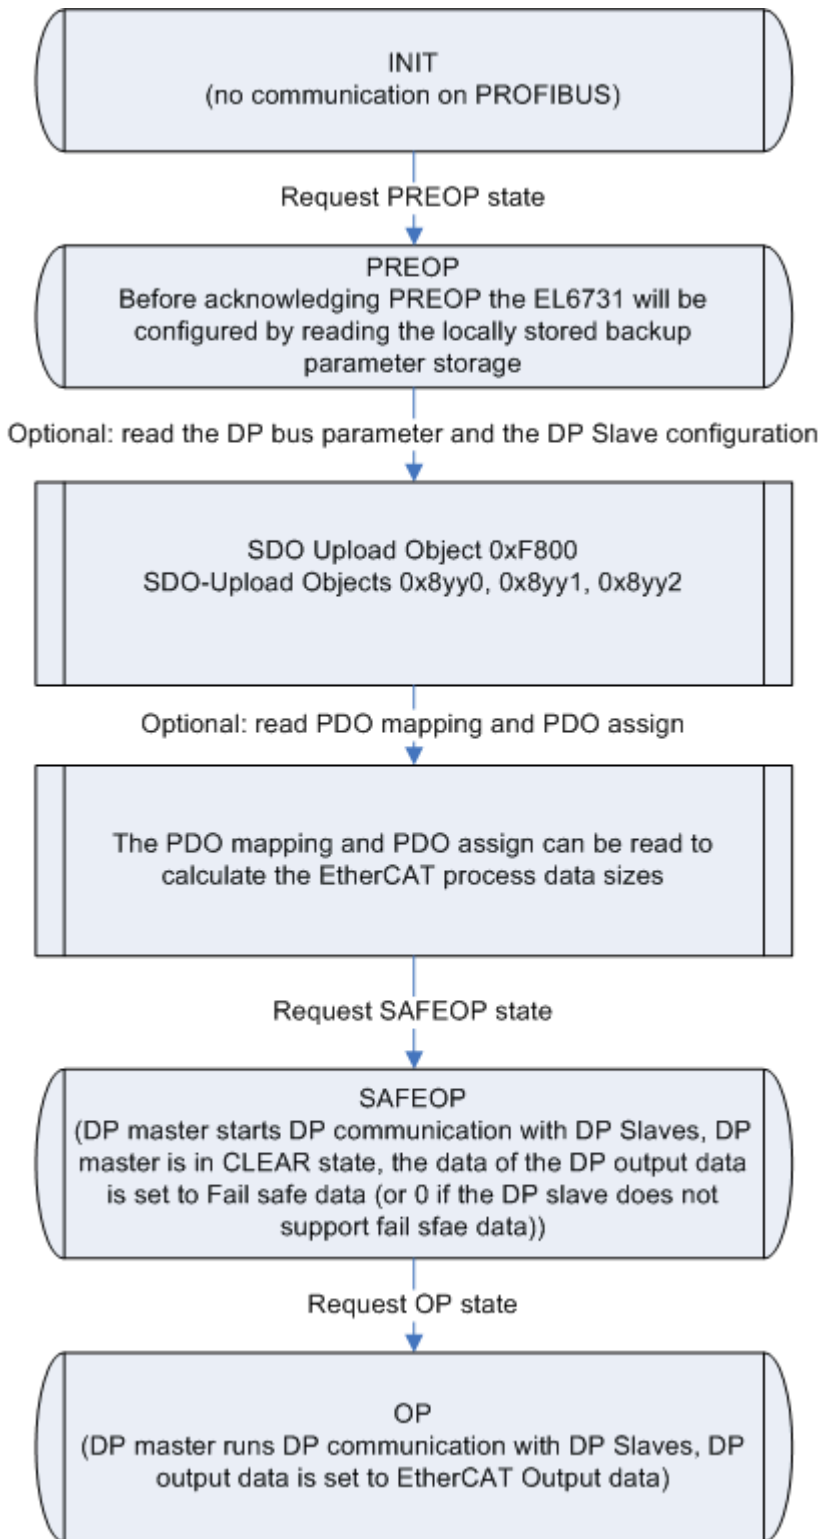 INIT
(no communication on PROFIBUS)
Request PREOP state
PREOP
Before acknowledging PREOP the EL6731 will be
configured by reading the locally stored backup
parameter storage
Optional: read the DP bus parameter and the DP Slave configuration
SDO Upload Object 0xF800
SDO-Upload Objects 0x8yy0, 0x8yy1, 0x8yy2
Optional: read PDO mapping and PDO assign
The PDO mapping and PDO assign can be read to
calculate the EtherCAT process data sizes
Request SAFEOP state
SAFEOP
(DP master starts DP communication with DP Slaves, DP
master is in CLEAR state, the data of the DP output data
is set to Fail safe data (or 0 if the DP slave does not
support fail sfae data))
Request OP state
OP
(DP master runs DP communication with DP Slaves, DP
output data is set to EtherCAT Output data)